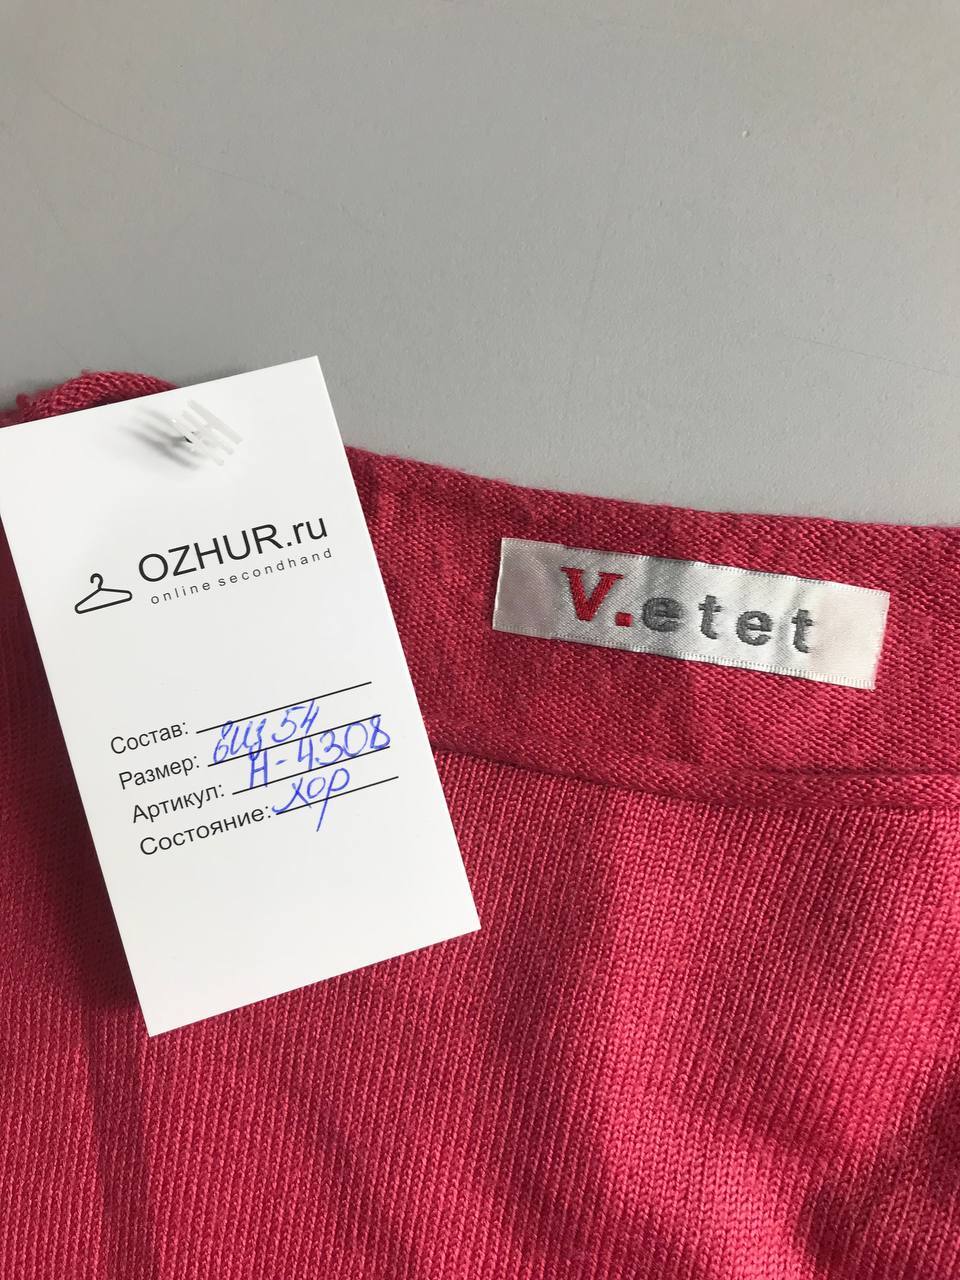 OZHUR.ru
online secondhand
Состав:
Размер: виз 54
Артикул: Н-4308
Состояние: хор
V.etet